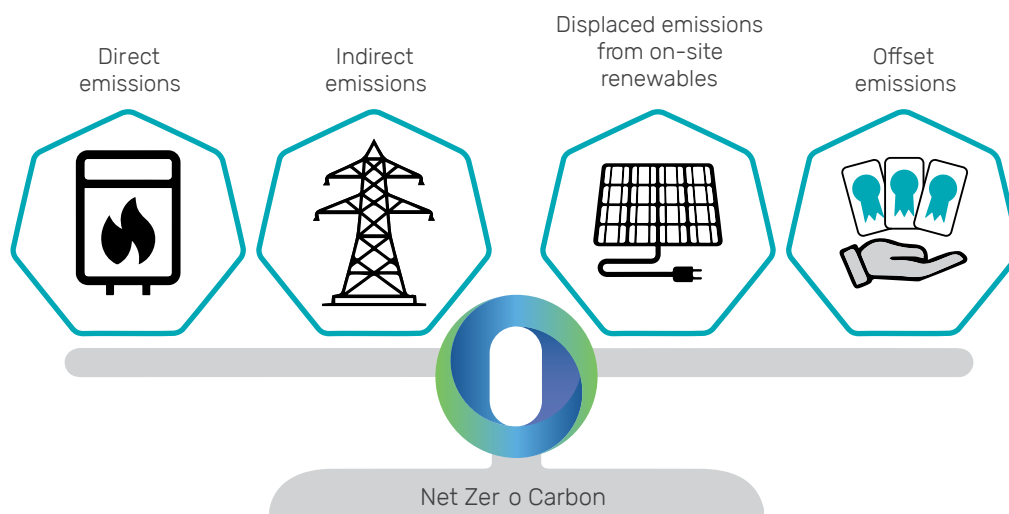 Direct
emissions
Indirect
emissions
Displaced emissions
from on-site
renewables
Offset
emissions
Net Zer o Carbon